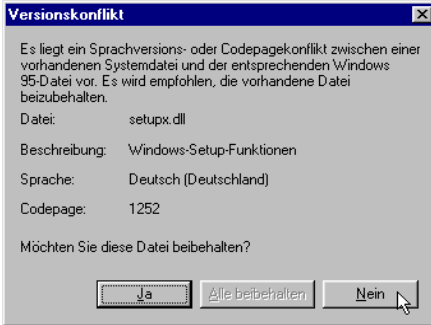 Versionskonflikt
Es liegt ein Sprachversions- oder Codepagekonflikt zwischen einer
vorhandenen Systemdatei und der entsprechenden Windows
95-Datei vor. Es wird empfohlen, die vorhandene Datei
beizubehalten.
Datei: setupx.dll
Beschreibung: Windows-Setup-Funktionen
Sprache: Deutsch (Deutschland)
Codepage: 1252
Möchten Sie diese Datei beibehalten?
Ja Alle beibehalten Nein